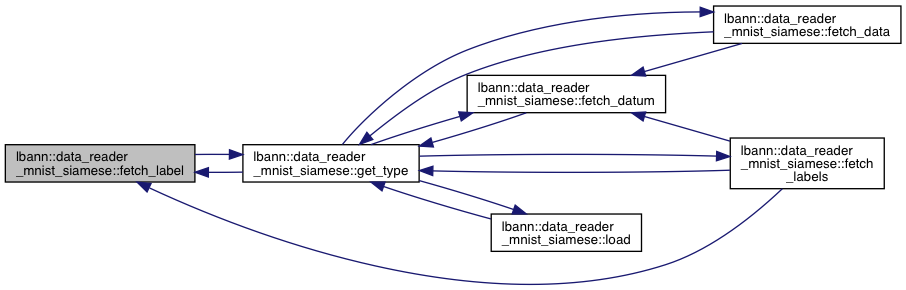 lbann::data_reader
_mnist_siamese::fetch_data
lbann::data_reader
_mnist_siamese::fetch_datum
lbann::data_reader
_mnist_siamese::fetch_label
lbann::data_reader
_mnist_siamese::get_type
lbann::data_reader
_mnist_siamese::fetch
_labels
lbann::data_reader
_mnist_siamese::load